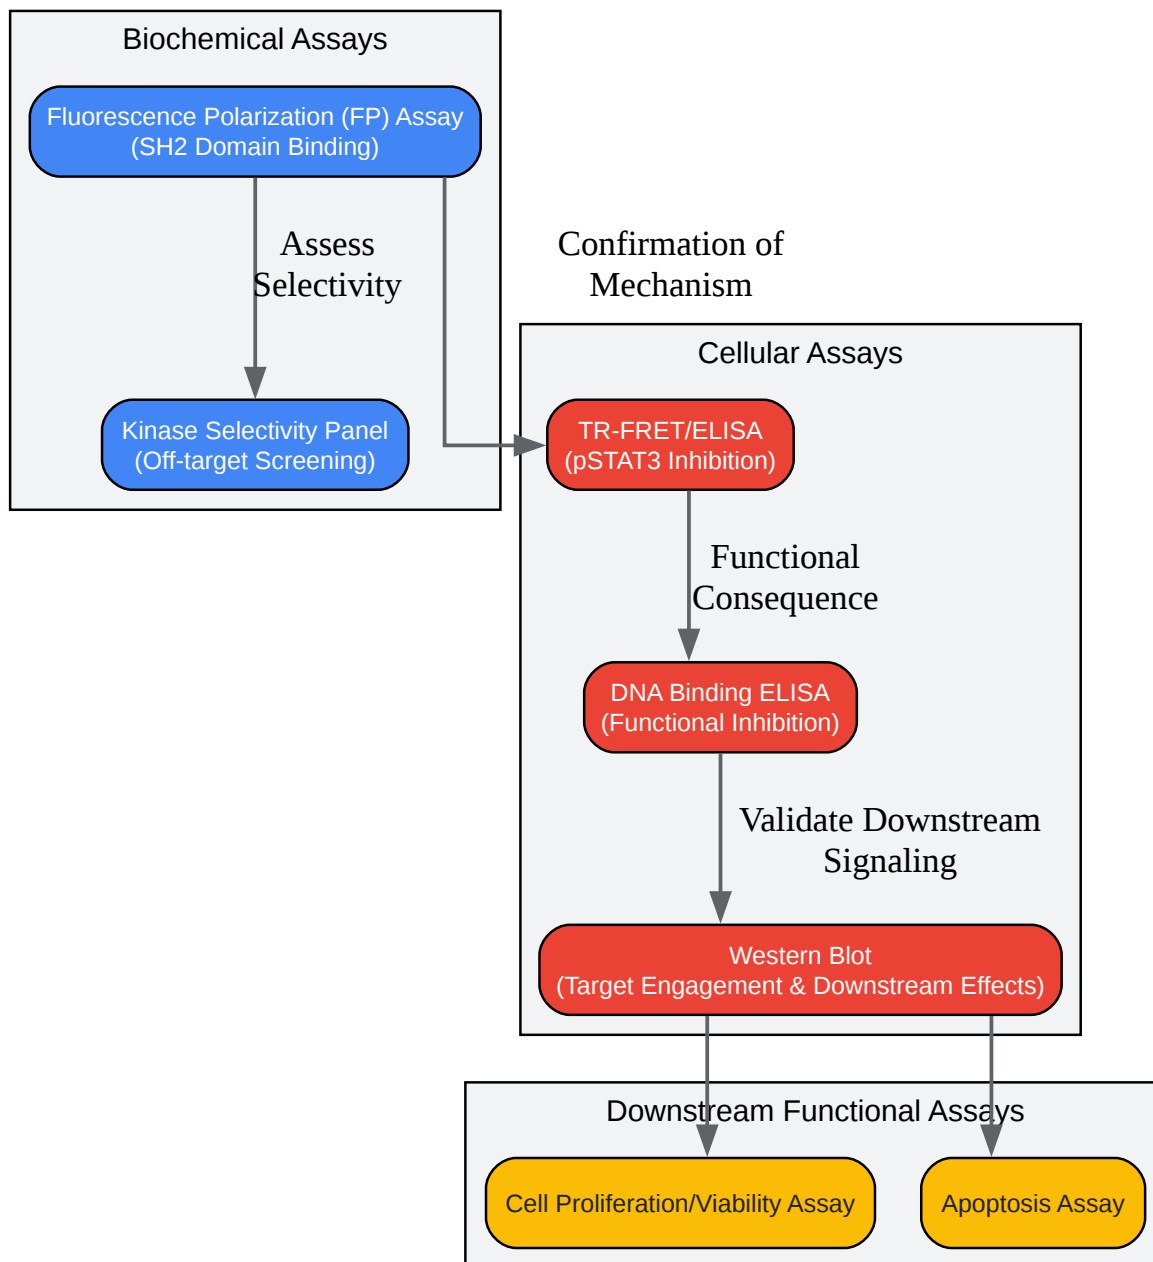 Biochemical Assays
Fluorescence Polarization (FP) Assay
(SH2 Domain Binding)
Assess
Selectivity
Confirmation of
Mechanism
Kinase Selectivity Panel
(Off-target Screening)
Cellular Assays
TR-FRET/ELISA
(pSTAT3 Inhibition)
Functional
Consequence
DNA Binding ELISA
(Functional Inhibition)
Validate Downstream
Signaling
Western Blot
(Target Engagement & Downstream Effects)
Downstream Functional Assays
Cell Proliferation/Viability Assay
Apoptosis Assay